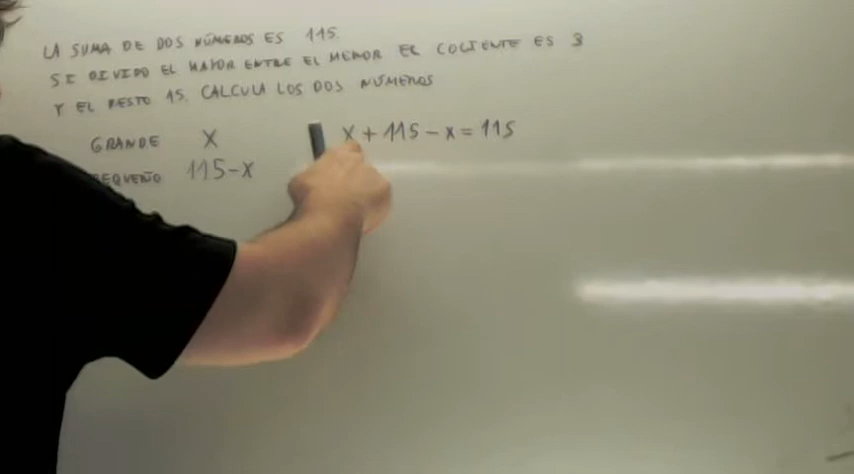 LA SUMA DE DOS NÚMEROS ES 115.
SI DIVIDO EL MAYOR ENTRE EL MENOR EL COCIENTE ES 3
Y EL RESTO 15. CALCULA LOS DOS NÚMEROS
GRANDE X X + 115 - X = 115
PEQUEÑO 115 - X